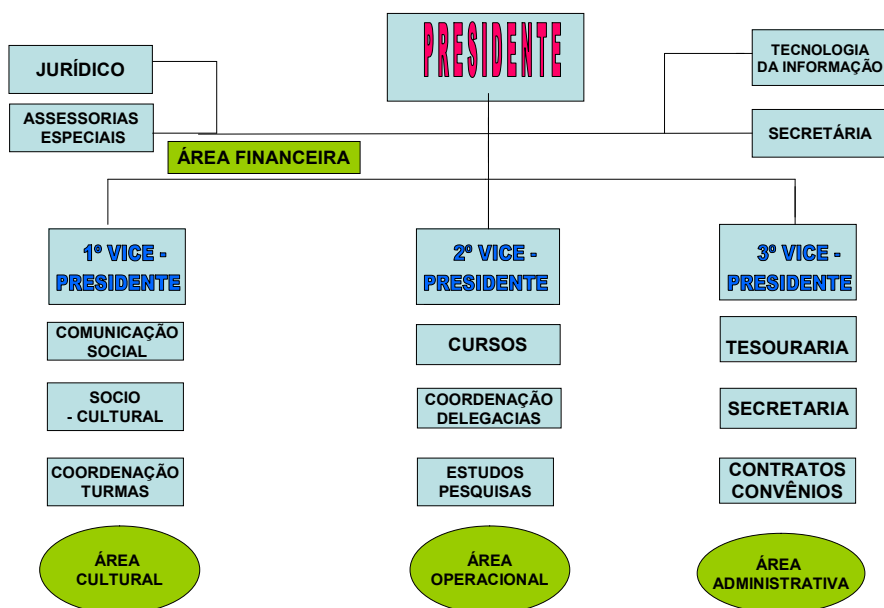 PRESIDENTE
JURÍDICO
TECNOLOGIA
DA INFORMAÇÃO
ASSESSORIAS
ESPECIAIS
SECRETÁRIA
ÁREA FINANCEIRA
1º VICE -
PRESIDENTE
2º VICE -
PRESIDENTE
3º VICE -
PRESIDENTE
COMUNICAÇÃO
SOCIAL
CURSOS
TESOURARIA
SOCIO
- CULTURAL
COORDENAÇÃO
DELEGACIAS
SECRETARIA
COORDENAÇÃO
TURMAS
ESTUDOS
PESQUISAS
CONTRATOS
CONVÊNIOS
ÁREA
CULTURAL
ÁREA
OPERACIONAL
ÁREA
ADMINISTRATIVA